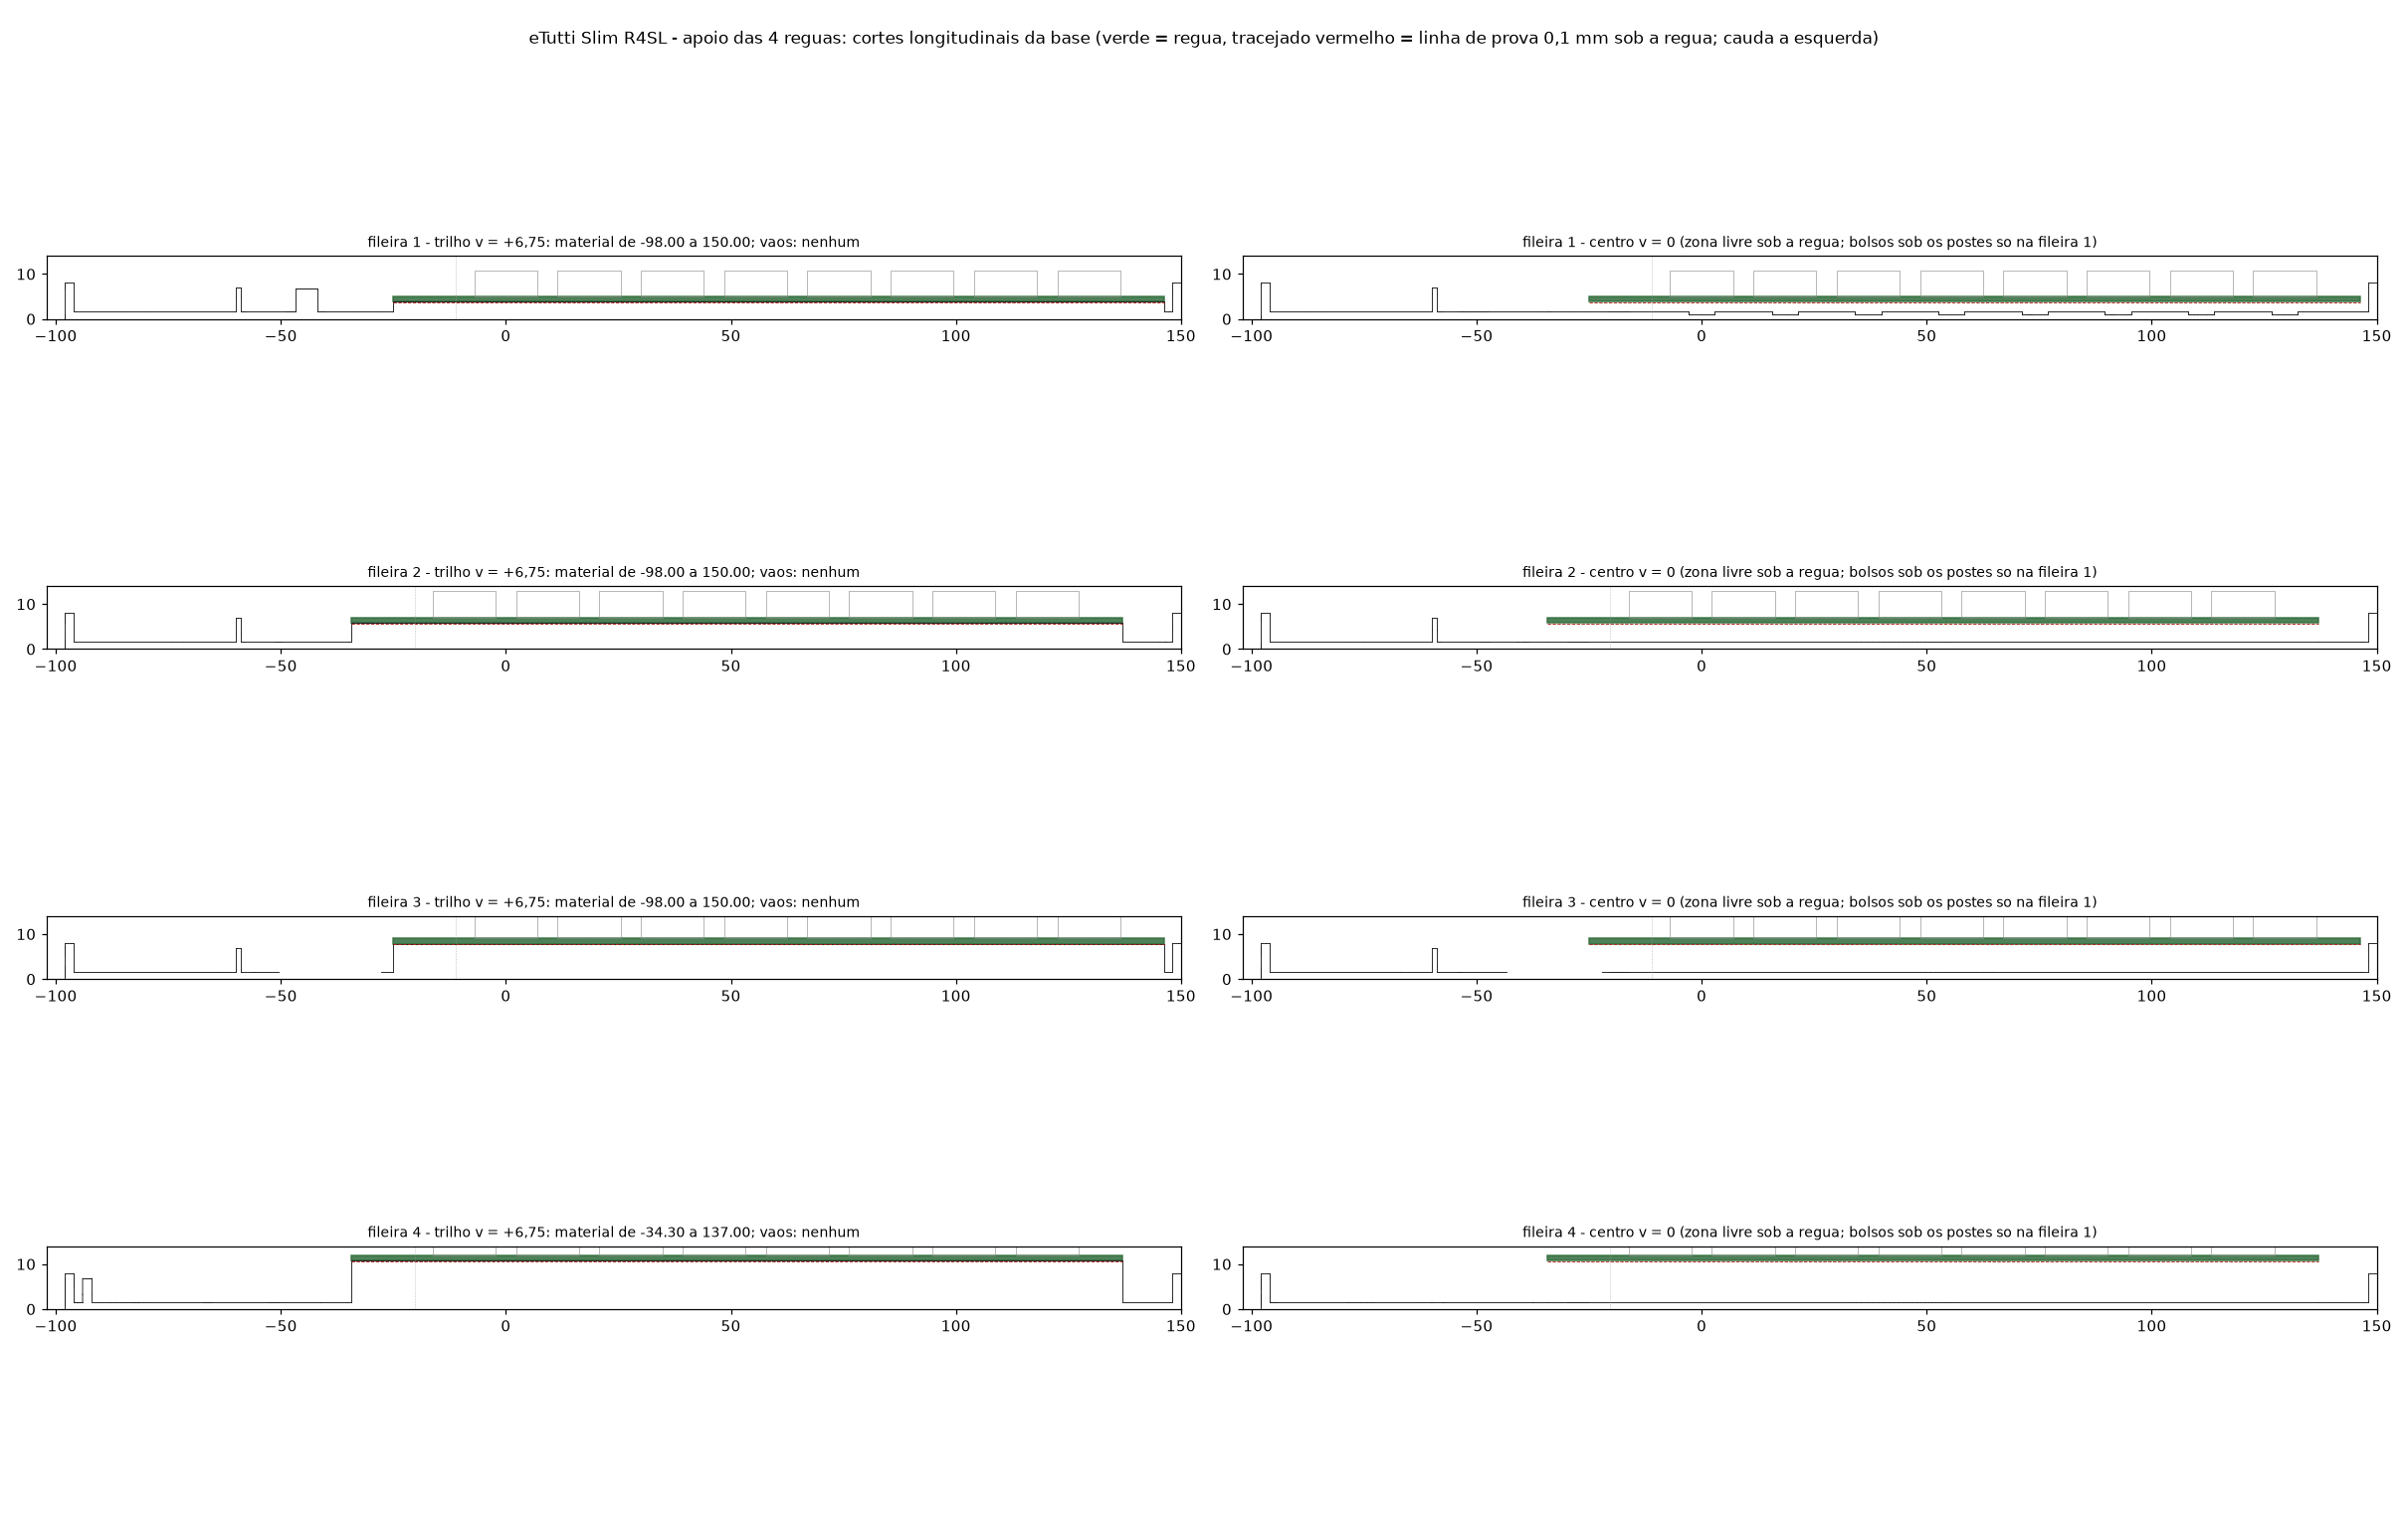 eTutti Slim R4SL - apoio das 4 reguas: cortes longitudinais da base (verde = regua, tracejado vermelho = linha de prova 0,1 mm sob a regua; cauda a esquerda)
fileira 1 - trilho v = +6,75: material de -98.00 a 150.00; vaos: nenhum
10
0
−100 −50 0 50 100 150
fileira 1 - centro v = 0 (zona livre sob a regua; bolsos sob os postes so na fileira 1)
10
0
−100 −50 0 50 100 150
fileira 2 - trilho v = +6,75: material de -98.00 a 150.00; vaos: nenhum
10
0
−100 −50 0 50 100 150
fileira 2 - centro v = 0 (zona livre sob a regua; bolsos sob os postes so na fileira 1)
10
0
−100 −50 0 50 100 150
fileira 3 - trilho v = +6,75: material de -98.00 a 150.00; vaos: nenhum
10
0
−100 −50 0 50 100 150
fileira 3 - centro v = 0 (zona livre sob a regua; bolsos sob os postes so na fileira 1)
10
0
−100 −50 0 50 100 150
fileira 4 - trilho v = +6,75: material de -34.30 a 137.00; vaos: nenhum
10
0
−100 −50 0 50 100 150
fileira 4 - centro v = 0 (zona livre sob a regua; bolsos sob os postes so na fileira 1)
10
0
−100 −50 0 50 100 150